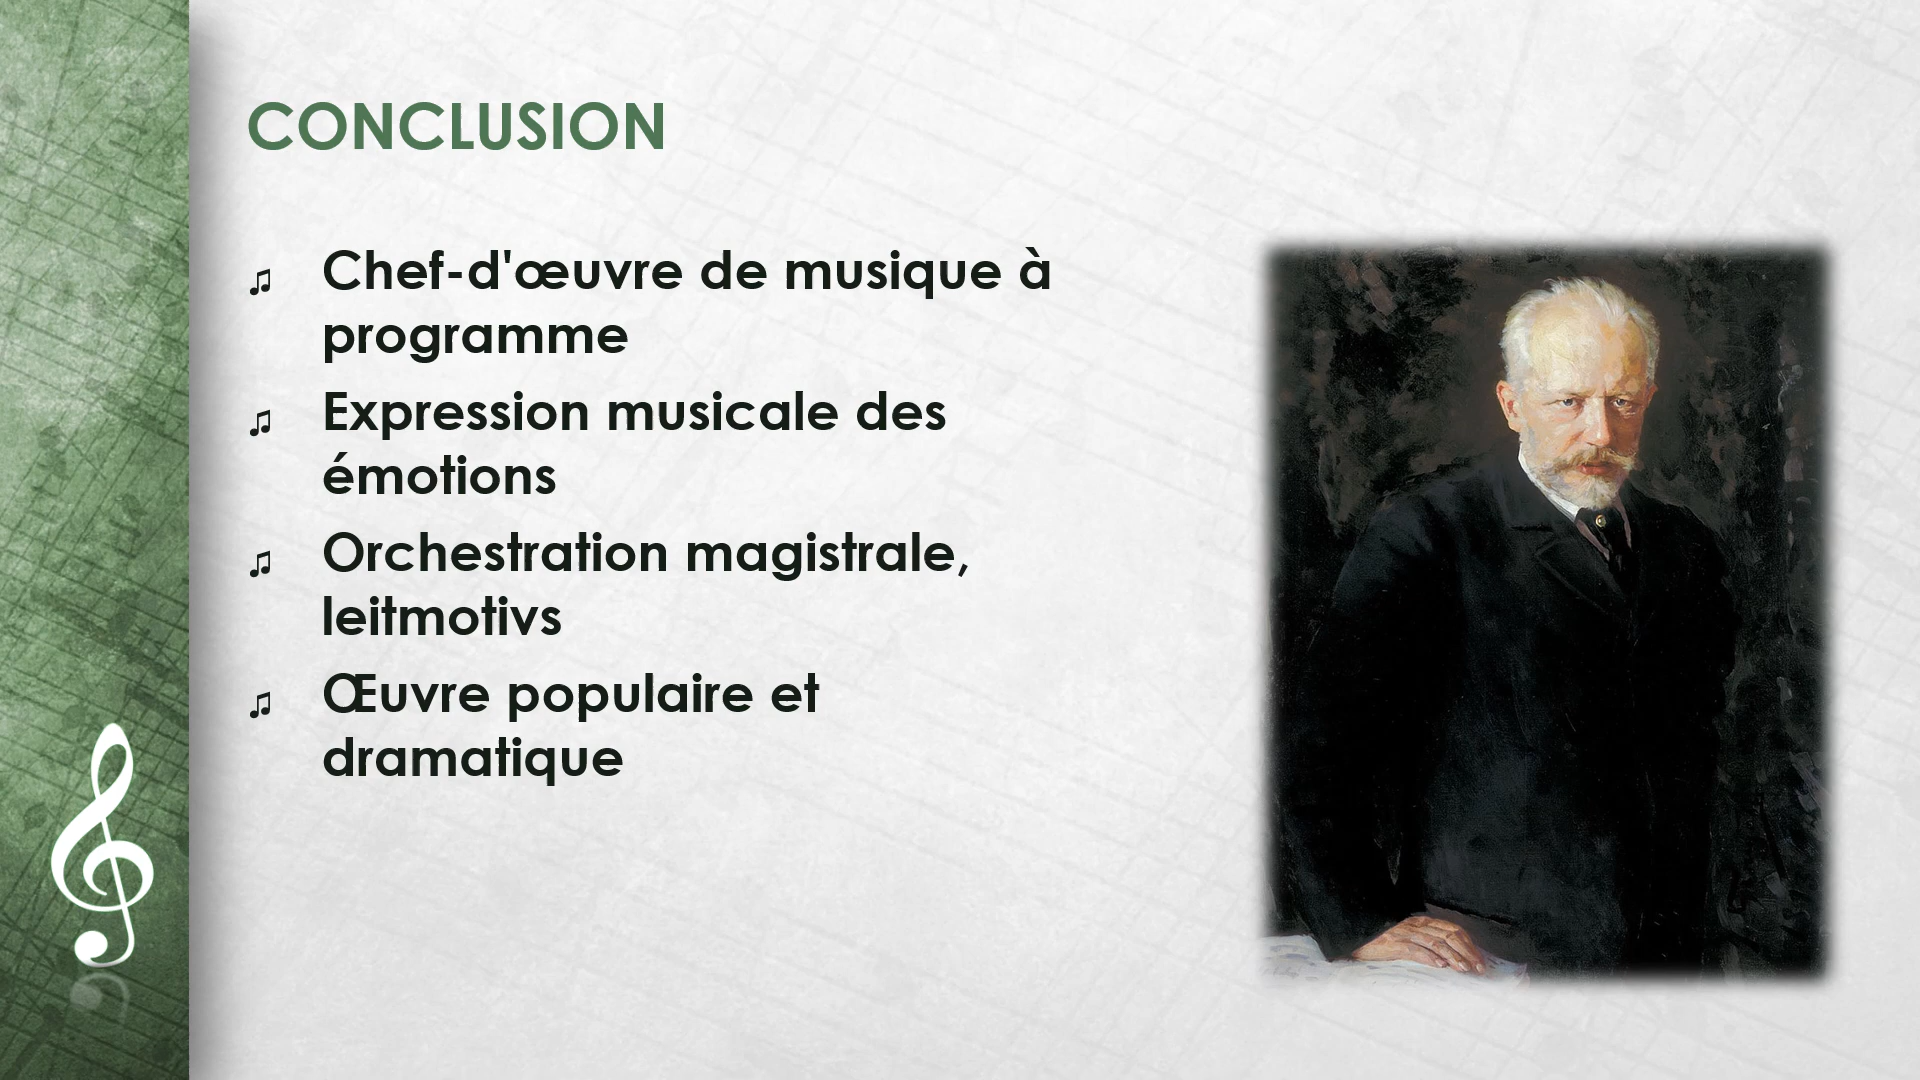 CONCLUSION
♫ Chef-d'œuvre de musique à
programme
♫ Expression musicale des
émotions
♫ Orchestration magistrale,
leitmotivs
♫ Œuvre populaire et
dramatique